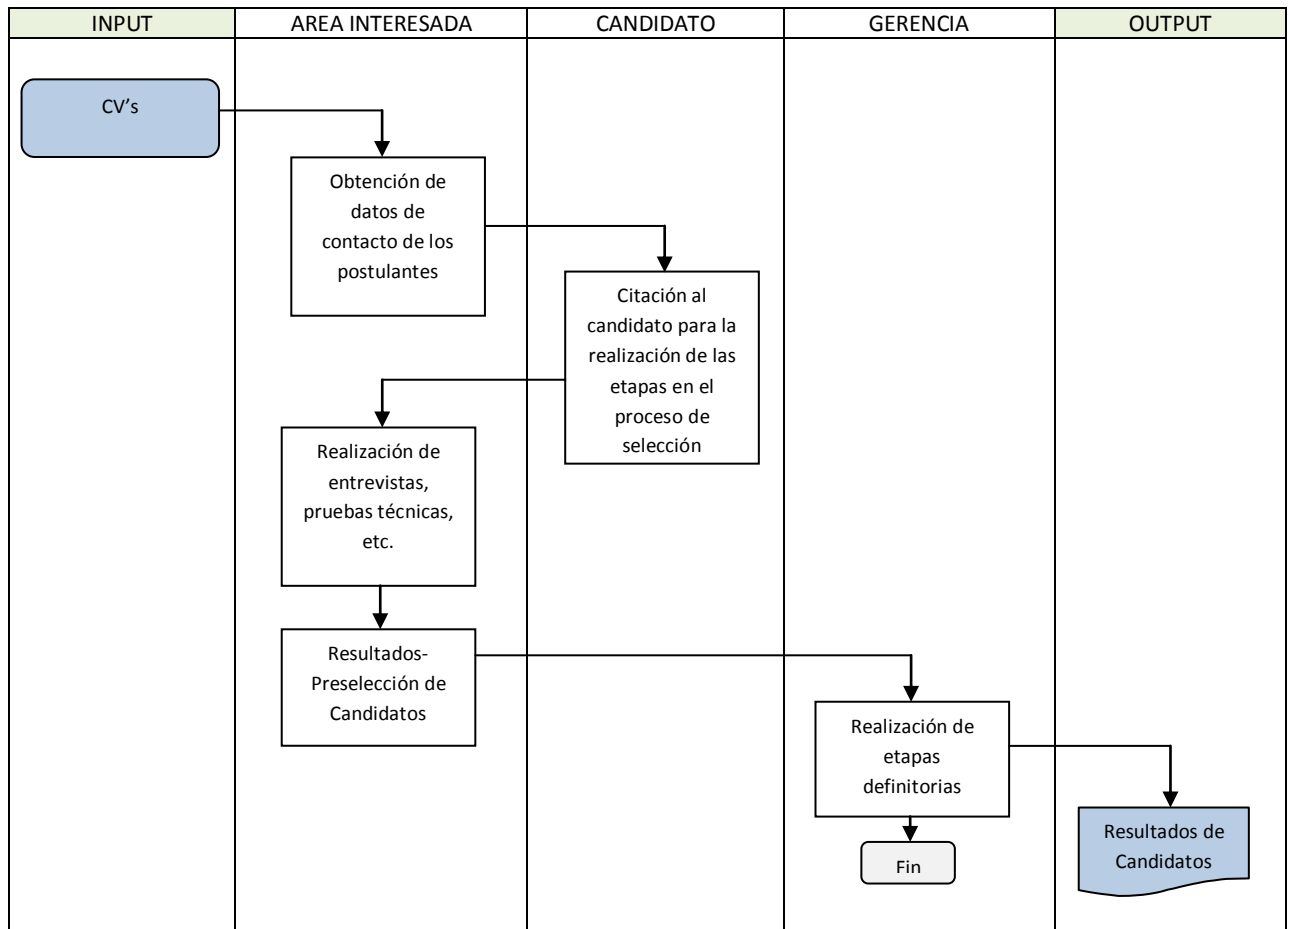 INPUT
AREA INTERESADA
CANDIDATO
GERENCIA
OUTPUT
CV’s
Obtención de
datos de
contacto de los
postulantes
Citación al
candidato para la
realización de las
etapas en el
proceso de
selección
Realización de
entrevistas,
pruebas técnicas,
etc.
Resultados-
Preselección de
Candidatos
Realización de
etapas
definitorias
Fin
Resultados de
Candidatos